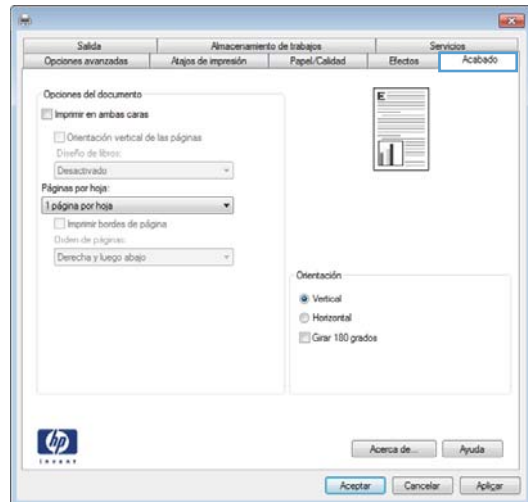 Salida Almacenamiento de trabajos Servicios
Opciones avanzadas Atajos de impresión Papel/Calidad Efectos Acabado
Opciones del documento
Imprimir en ambas caras
Orientación vertical de las páginas
Diseño de libros:
Desactivado
Páginas por hoja:
1 página por hoja
Imprimir bordes de página
Orden de páginas:
Derecha y luego abajo
E
Orientación
Vertical
Horizontal
Girar 180 grados
hp
invent
Acerca de... Ayuda
Aceptar Cancelar Aplicar